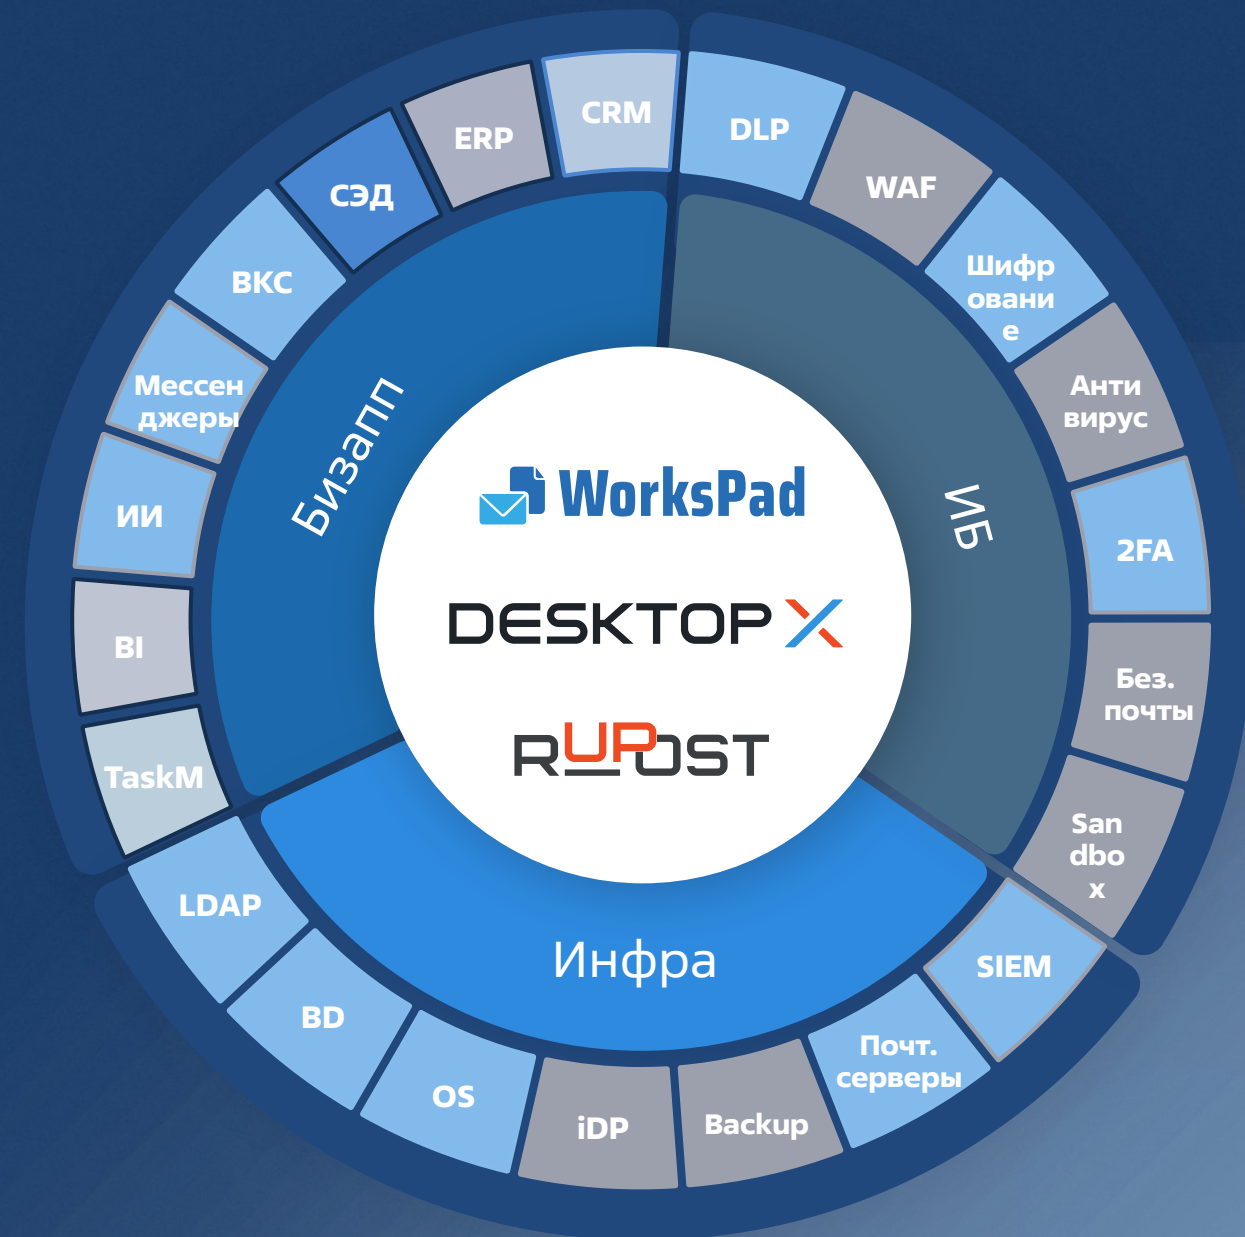 CRM
DLP
ERP
WAF
СЭД
Шифр
овани
е
ВКС
Анти
вирус
Мессен
джеры
Бизапп
WorksPad
ИБ
ИИ
2FA
DESKTOP X
BI
Без.
почты
RUPOST
TaskM
San
dbo
x
LDAP
Инфра
SIEM
BD
Почт.
серверы
OS
iDP
Backup